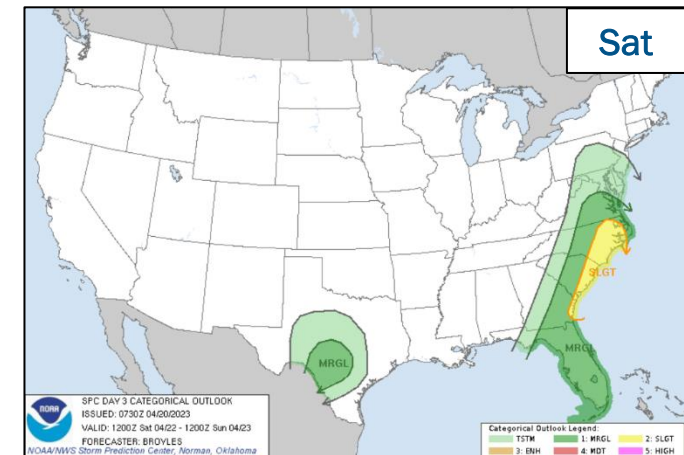 Sat
SLGT
MRGL
MRGL
NOAA
SPC DAY 3 CATEGORICAL OUTLOOK
ISSUED: 0730Z 04/20/2023
VALID: 1200Z Sat 04/22 - 1200Z Sun 04/23
FORECASTER: BROYLES
NOAA/NWS Storm Prediction Center, Norman, Oklahoma
Categorical Outlook Legend:
TSTM 1: MRGL 2: SLGT
3: ENH 4: MDT 5: HIGH